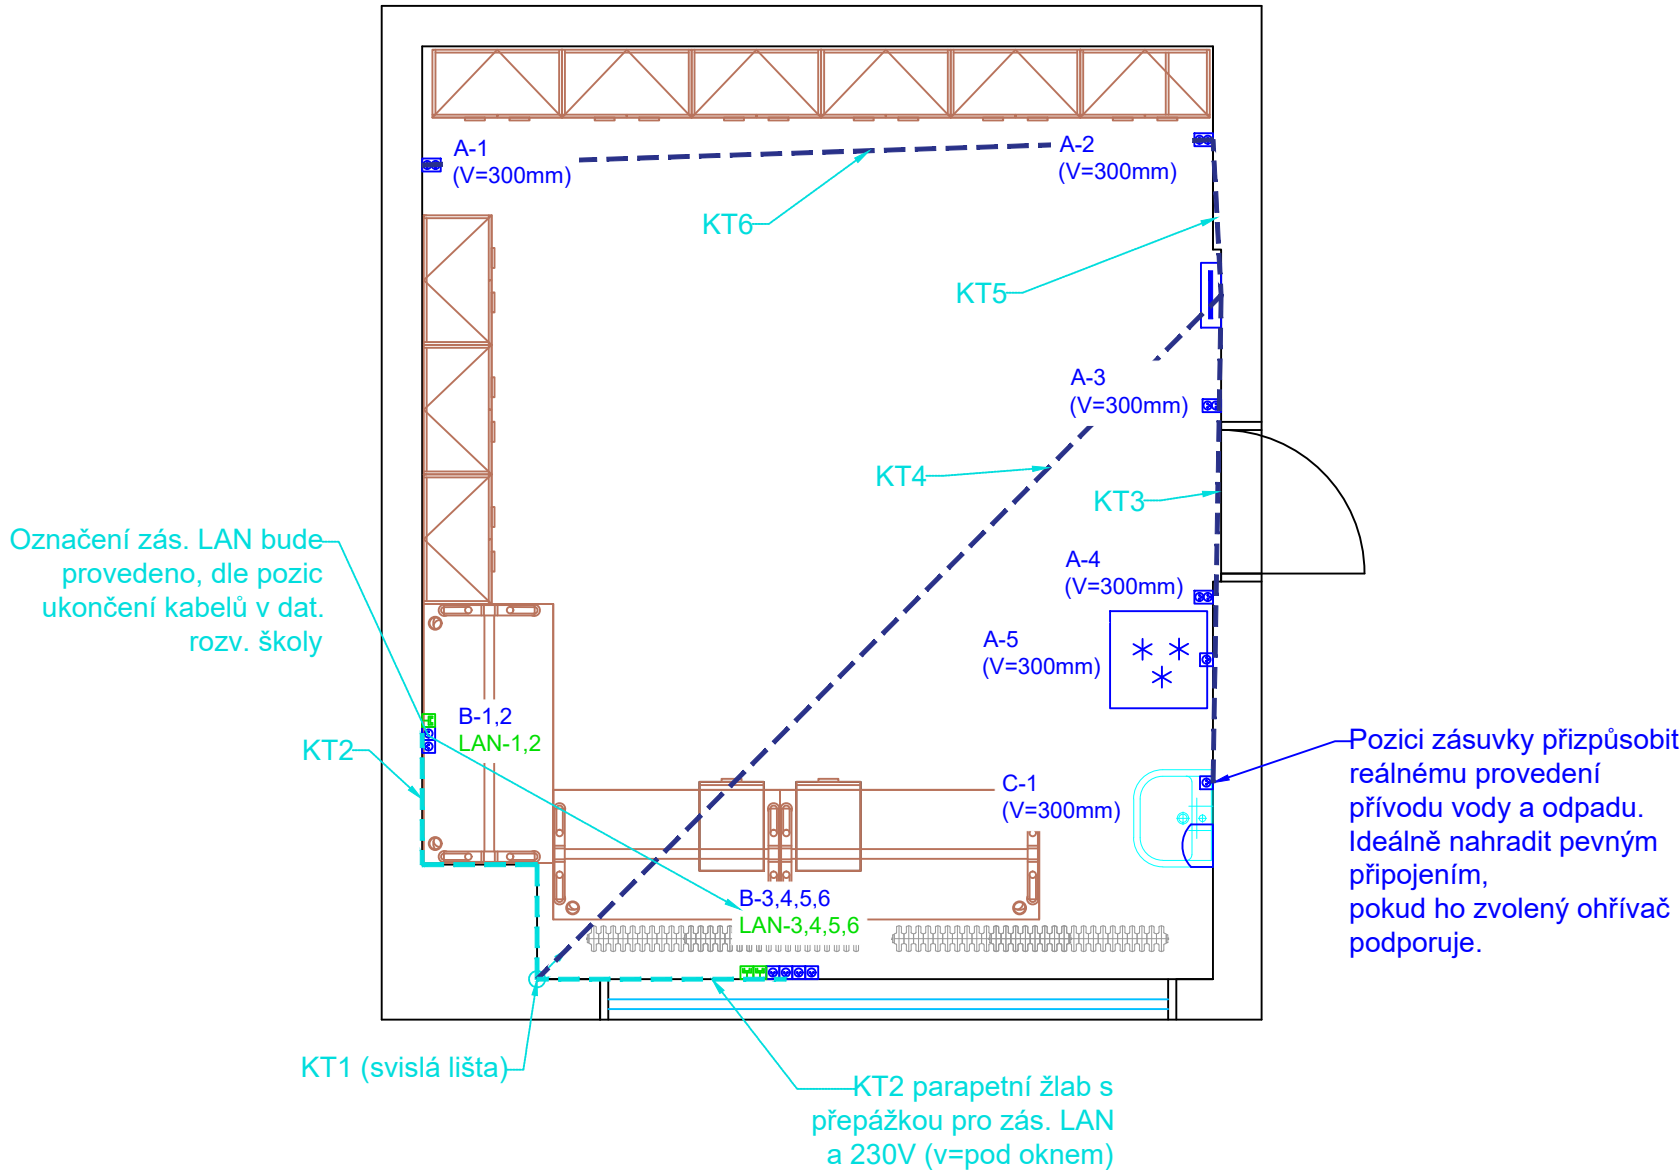 A-1
(V=300mm)
A-2
(V=300mm)
KT6
KT5
A-3
(V=300mm)
KT4
KT3
Označení zás. LAN bude
provedeno, dle pozic
ukončení kabelů v dat.
rozv. školy
A-4
(V=300mm)
A-5
(V=300mm)
B-1,2
LAN-1,2
KT2
Pozici zásuvky přizpůsobit
reálnému provedení
přívodu vody a odpadu.
Ideálně nahradit pevným
připojením,
pokud ho zvolený ohřívač
podporuje.
C-1
(V=300mm)
B-3,4,5,6
LAN-3,4,5,6
KT1 (svislá lišta)
KT2 parapetní žlab s
přepážkou pro zás. LAN
a 230V (v=pod oknem)